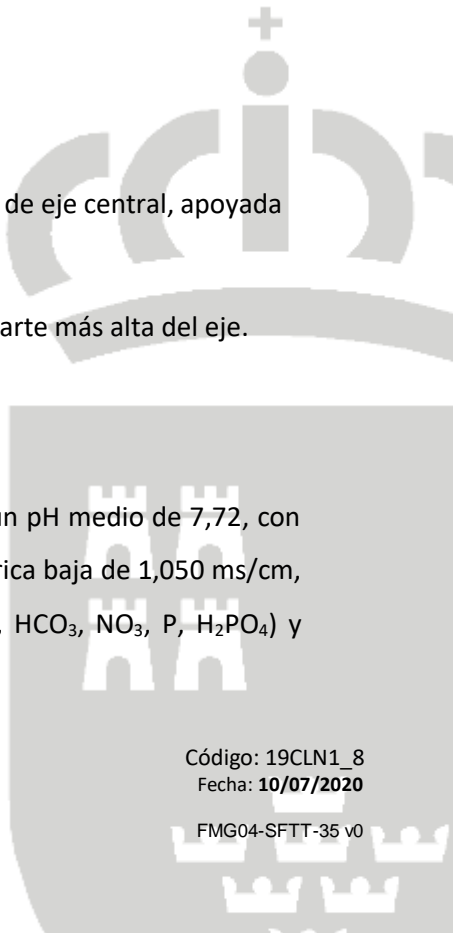 de eje central, apoyada
arte más alta del eje.
un pH medio de 7,72, con
rica baja de 1,050 ms/cm,
HCO₃, NO₃, P, H₂PO₄) y
Código: 19CLN1_8
Fecha: 10/07/2020
FMG04-SFTT-35 v0